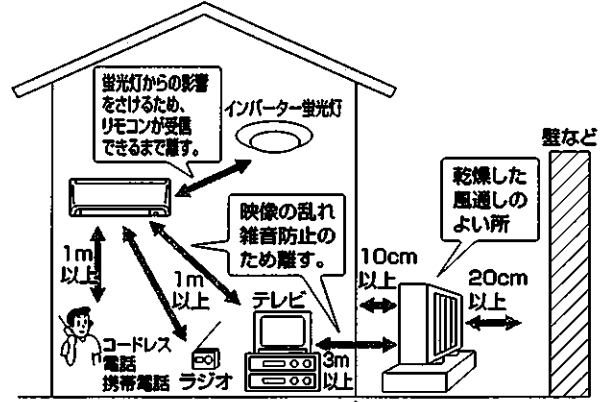 蛍光灯からの影響
をさけるため、
リモコンが受信
できるまで離す。
インバーター蛍光灯
壁など
乾燥した
風通しの
よい所
映像の乱れ
雑音防止の
ため離す。
1m
以上
1m
以上
10cm
以上
20cm
以上
テレビ
コードレス
電話
携帯電話
ラジオ
3m
以上